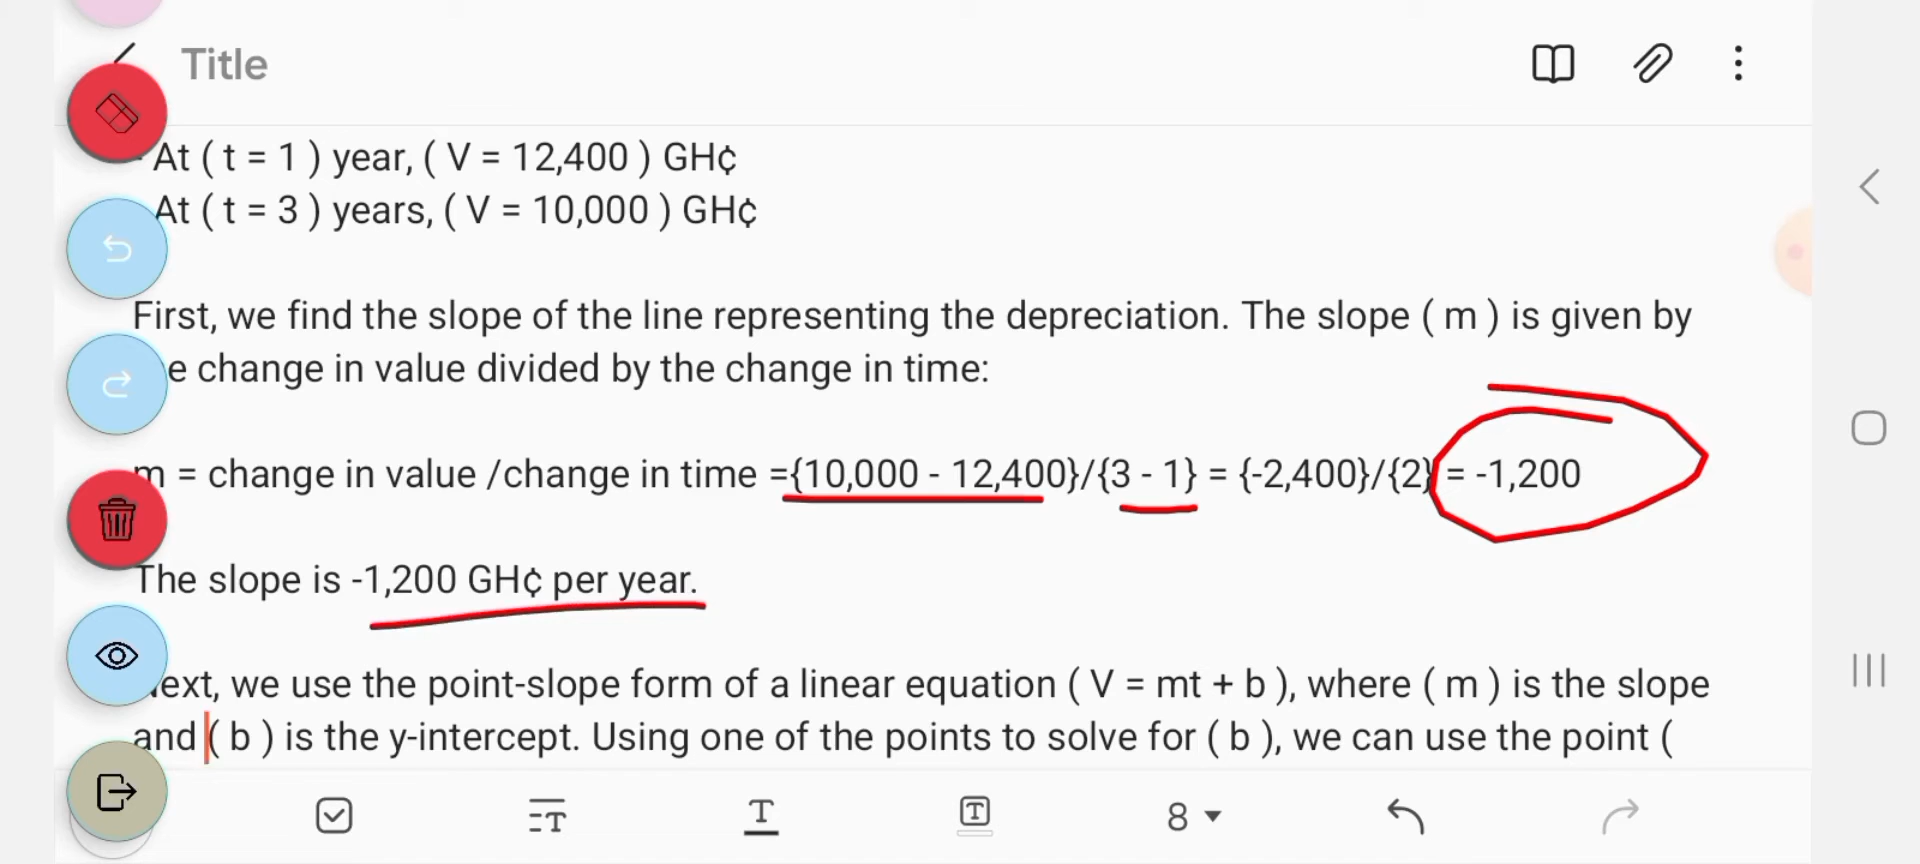 Title
At ( t = 1 ) year, ( V = 12,400 ) GH¢
At ( t = 3 ) years, ( V = 10,000 ) GH¢
First, we find the slope of the line representing the depreciation. The slope ( m ) is given by
e change in value divided by the change in time:
m = change in value /change in time ={10,000 - 12,400}/{3 - 1} = {-2,400}/{2} = -1,200
The slope is -1,200 GH¢ per year.
ext, we use the point-slope form of a linear equation ( V = mt + b ), where ( m ) is the slope
and ( b ) is the y-intercept. Using one of the points to solve for ( b ), we can use the point (
8